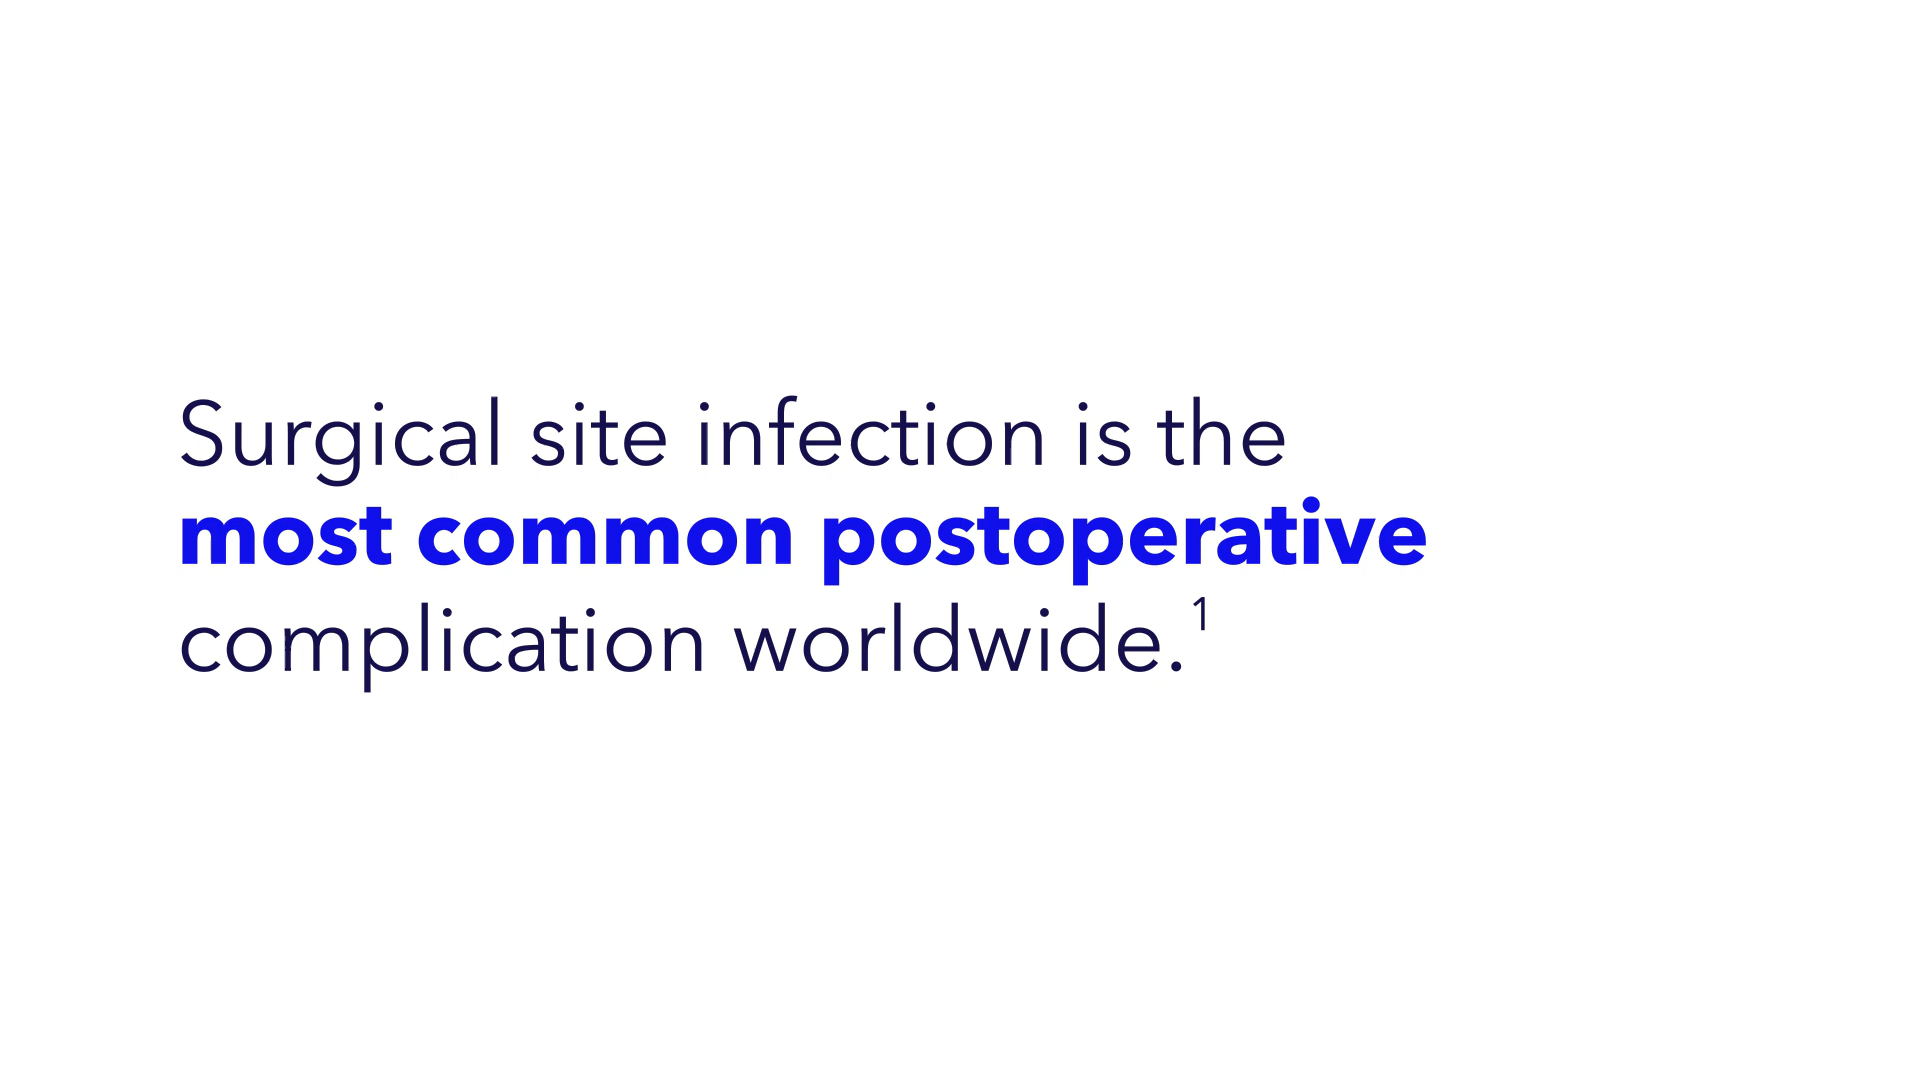 Surgical site infection is the
most common postoperative
complication worldwide.¹